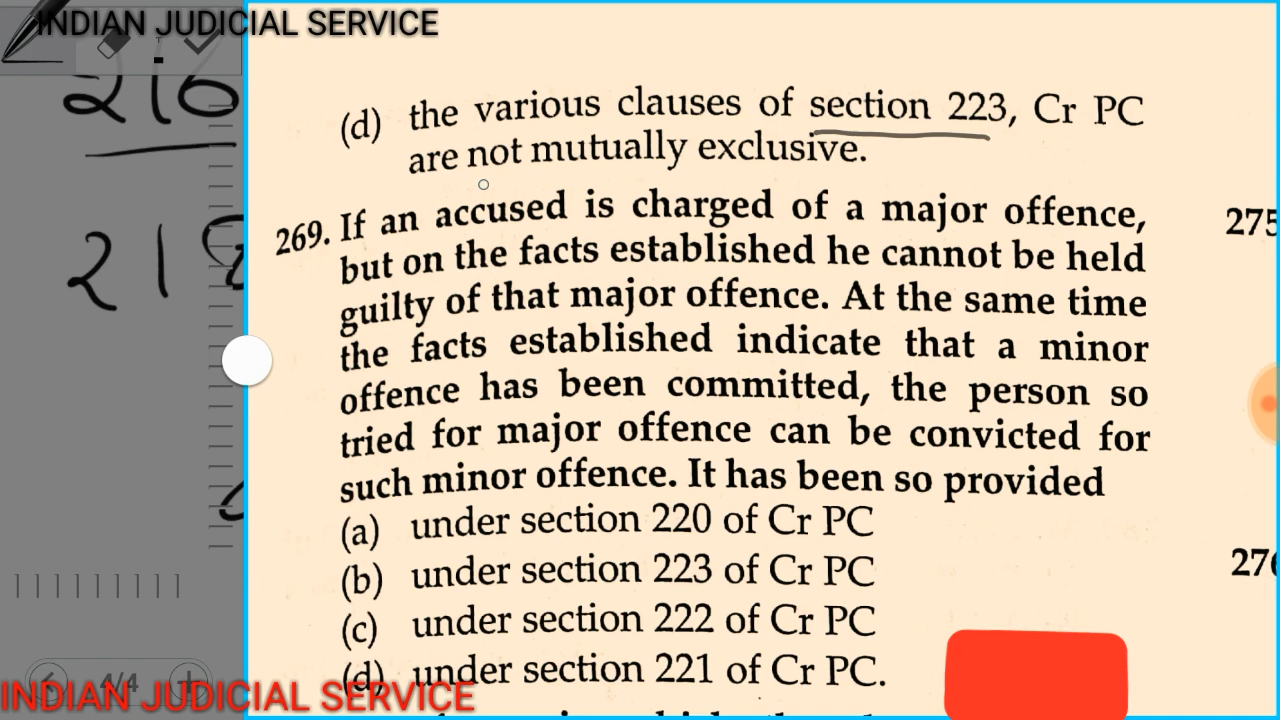 INDIAN JUDICIAL SERVICE
216
(d) the various clauses of section 223, Cr PC
are not mutually exclusive.
269. If an accused is charged of a major offence,
but on the facts established he cannot be held
guilty of that major offence. At the same time
the facts established indicate that a minor
offence has been committed, the person so
tried for major offence can be convicted for
such minor offence. It has been so provided
(a) under section 220 of Cr PC
(b) under section 223 of Cr PC
(c) under section 222 of Cr PC
(d) under section 221 of Cr PC.
275
4/4
INDIAN JUDICIAL SERVICE